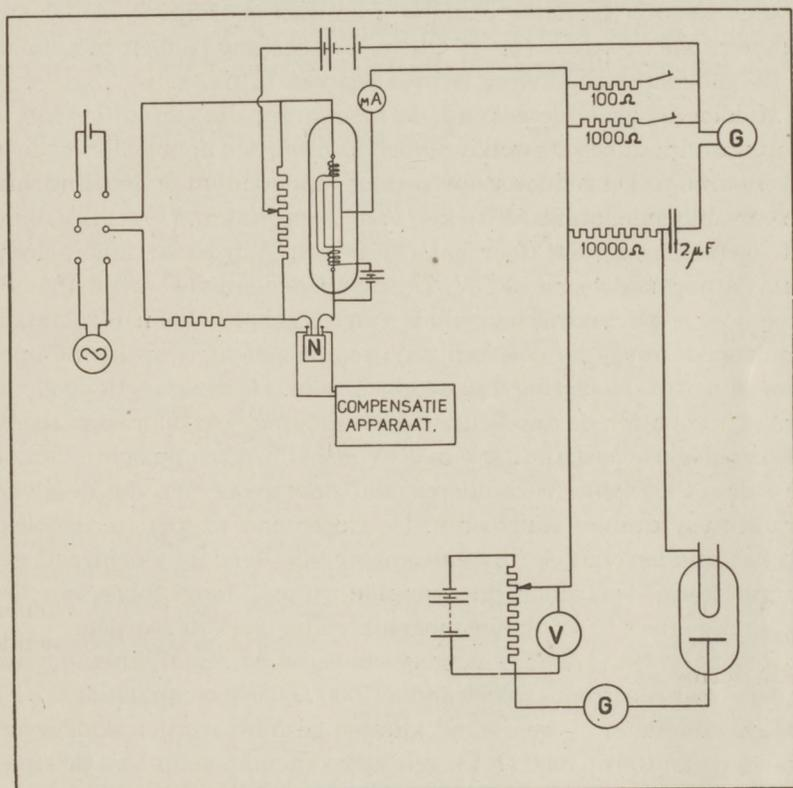 mA
100Ω
1000Ω
G
10000Ω
2μF
N
COMPENSATIE
APPARAAT.
V
G